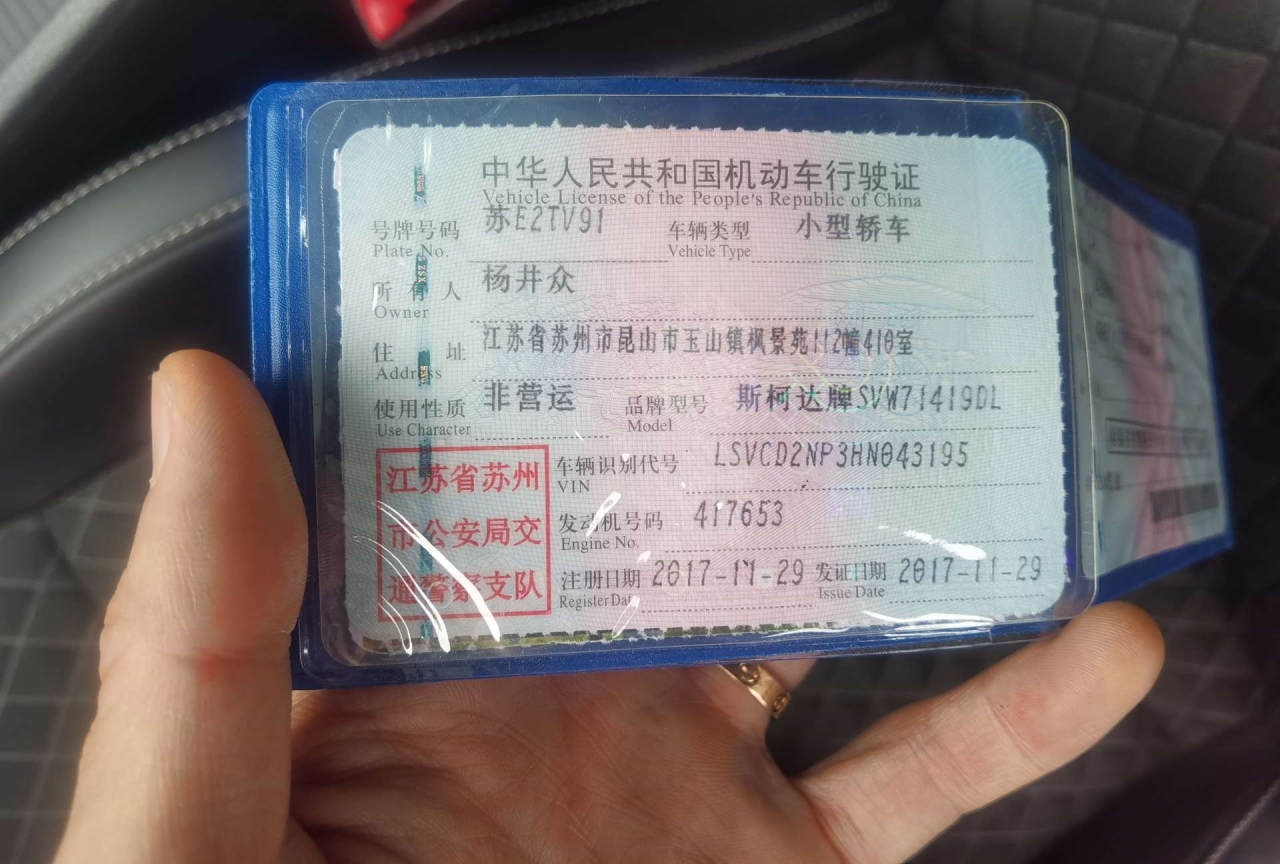 中华人民共和国机动车行驶证
Vehicle License of the People's Republic of China
号牌号码 苏E2TV91 车辆类型 小型轿车
Plate No. Vehicle Type
所有人 杨井众
Owner
住址 江苏省苏州市昆山市玉山镇枫景苑112幢410室
Address
使用性质 非营运 品牌型号 斯柯达牌SVW71419DL
Use Character Model
江苏省苏州
市公安局交
通警察支队
车辆识别代号 LSVCD2NP3HN043195
VIN
发动机号码 417653
Engine No.
注册日期 2017-11-29 发证日期 2017-11-29
Register Date Issue Date